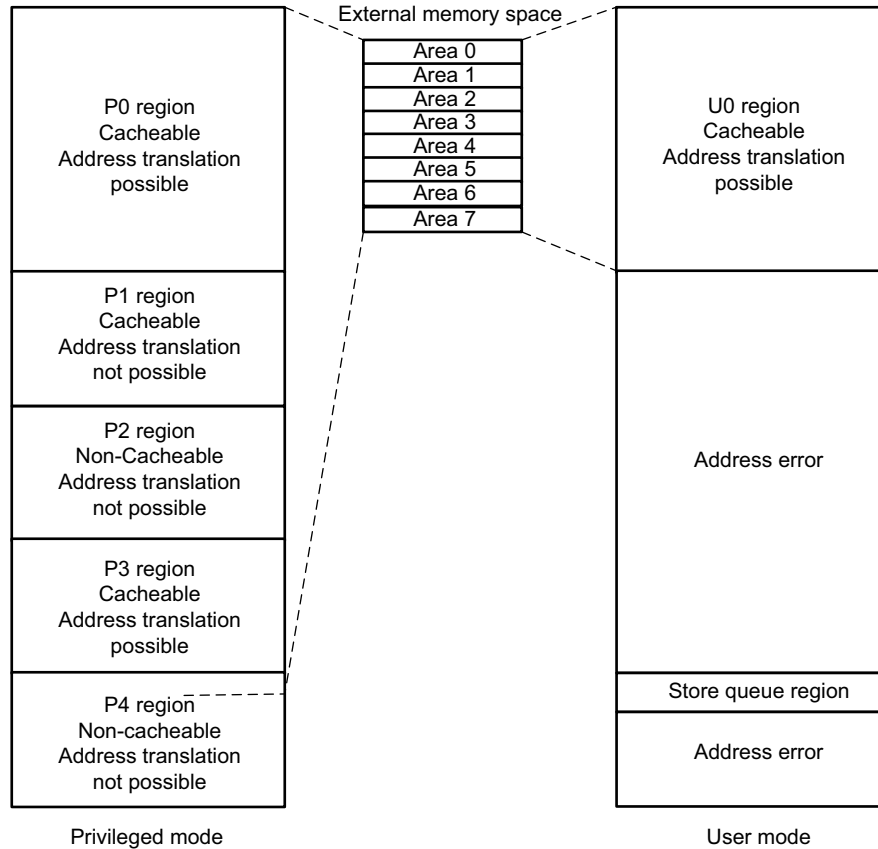 External memory space
P0 region
Cacheable
Address translation
possible
P1 region
Cacheable
Address translation
not possible
P2 region
Non-Cacheable
Address translation
not possible
P3 region
Cacheable
Address translation
possible
P4 region
Non-cacheable
Address translation
not possible
Privileged mode
Area 0
Area 1
Area 2
Area 3
Area 4
Area 5
Area 6
Area 7
U0 region
Cacheable
Address translation
possible
Address error
Store queue region
Address error
User mode